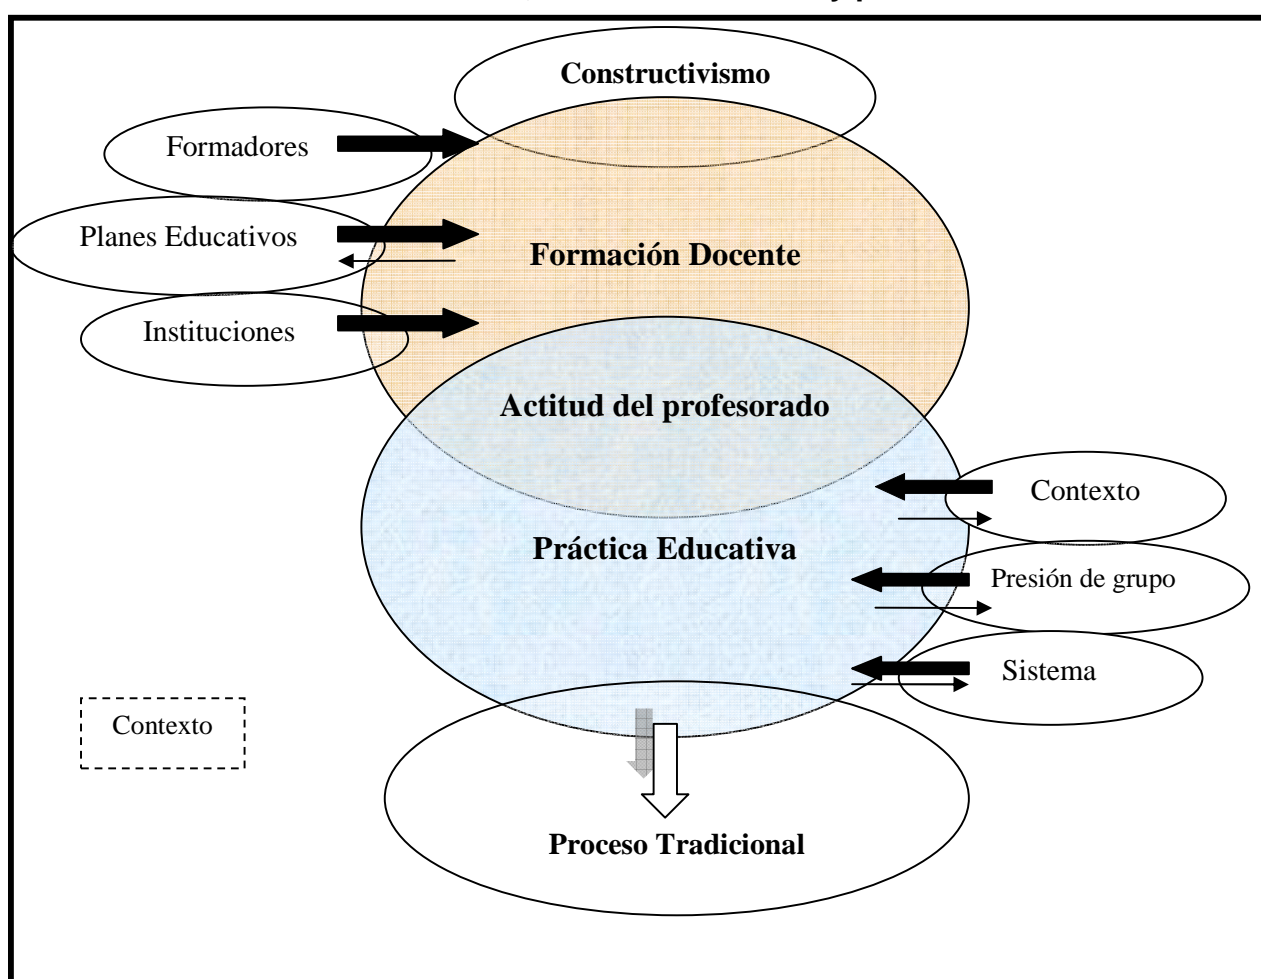 Constructivismo
Formadores
Planes Educativos
Formación Docente
Instituciones
Actitud del profesorado
Contexto
Práctica Educativa
Presión de grupo
Sistema
Contexto
Proceso Tradicional